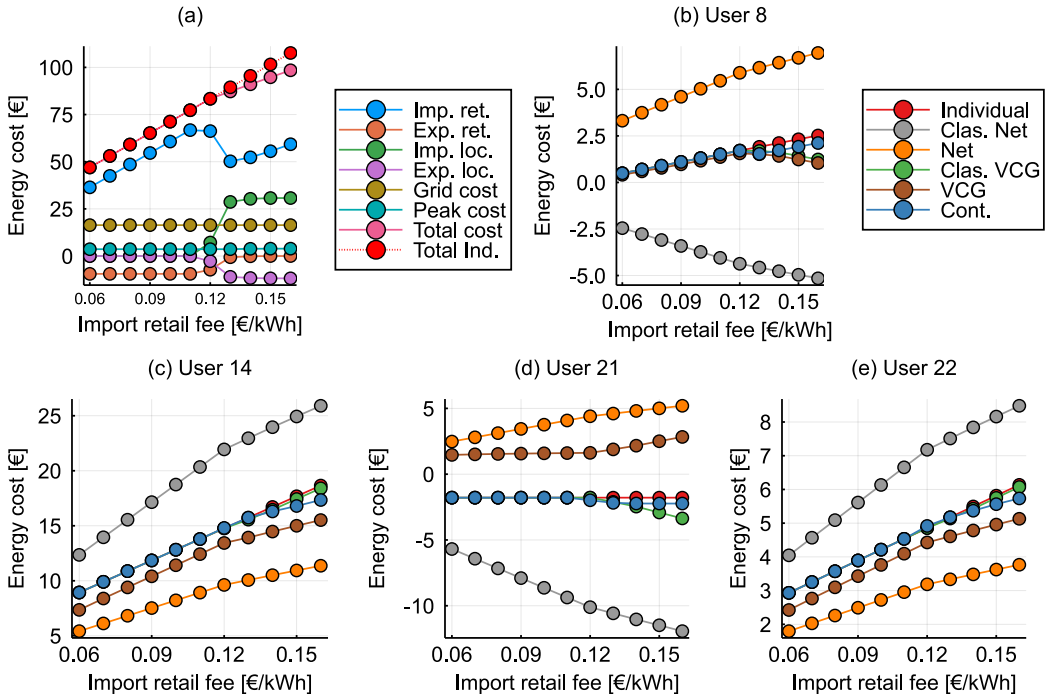 (a)
Energy cost [€]
100
75
50
25
0
0.06
0.09
0.12
0.15
Import retail fee [€/kWh]
Imp. ret.
Exp. ret.
Imp. loc.
Exp. loc.
Grid cost
Peak cost
Total cost
Total Ind.
(b) User 8
Energy cost [€]
5.0
2.5
0.0
-2.5
-5.0
0.06
0.09
0.12
0.15
Import retail fee [€/kWh]
Individual
Clas. Net
Net
Clas. VCG
VCG
Cont.
(c) User 14
Energy cost [€]
25
20
15
10
5
0.06
0.09
0.12
0.15
Import retail fee [€/kWh]
(d) User 21
Energy cost [€]
5
0
-5
-10
0.06
0.09
0.12
0.15
Import retail fee [€/kWh]
(e) User 22
Energy cost [€]
8
7
6
5
4
3
2
0.06
0.09
0.12
0.15
Import retail fee [€/kWh]